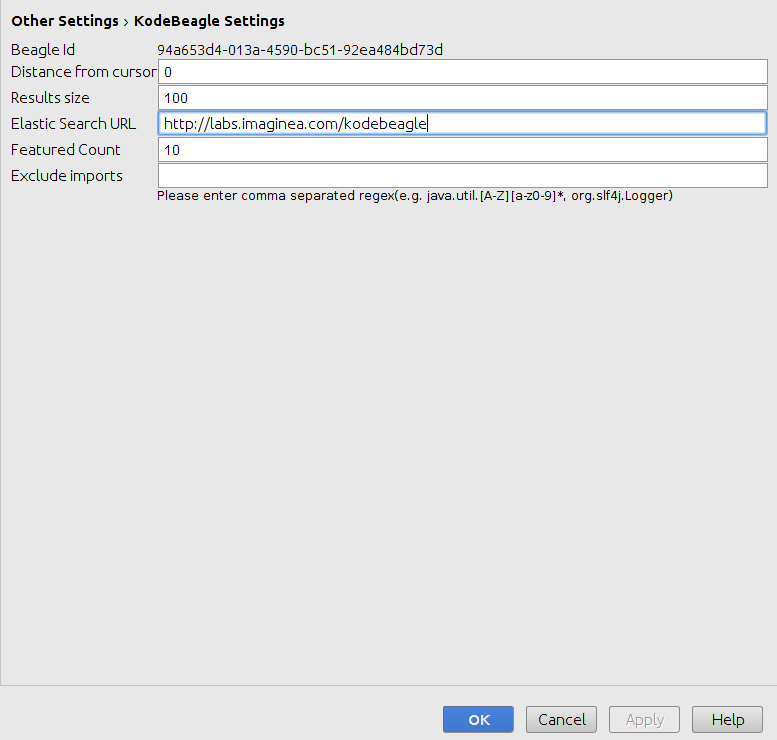 Other Settings › KodeBeagle Settings
Beagle Id 94a653d4-013a-4590-bc51-92ea484bd73d
Distance from cursor 0
Results size 100
Elastic Search URL http://labs.imaginea.com/kodebeagle
Featured Count 10
Exclude imports
Please enter comma separated regex(e.g. java.util.[A-Z][a-z0-9]*, org.slf4j.Logger)
OK Cancel Apply Help